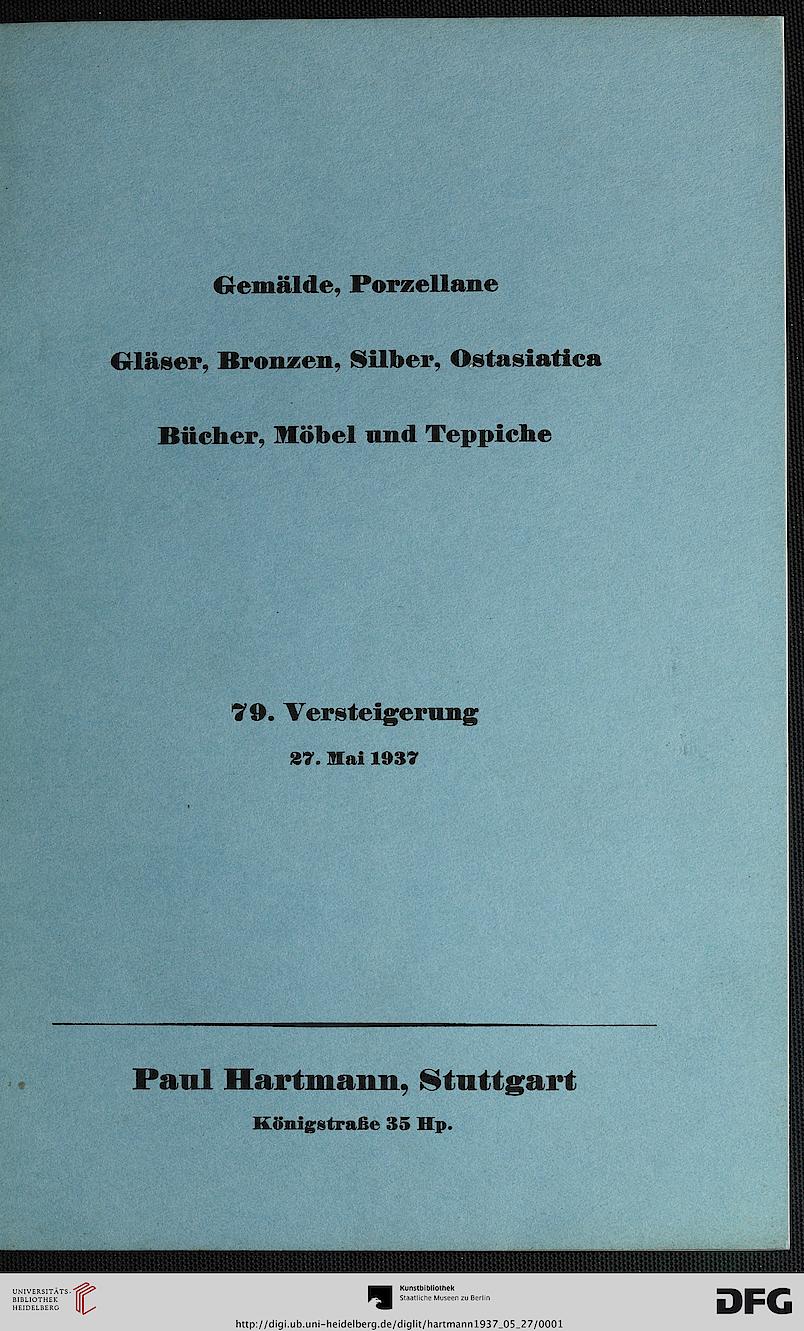 Gemälde, Porzellane
Gläser, Bronzen, Silber, Ostasiatica
Bücher, Möbel und Teppiche
79. Versteigerung
27. Mai 1937
Paul Hartmann, Stuttgart
Königstraße 35 Hp.
UNIVERSITÄTS-
BIBLIOTHEK
HEIDELBERG
Kunstbibliothek
Staatliche Museen zu Berlin
DFG
http://digi.ub.uni-heidelberg.de/diglit/hartmann1937_05_27/0001